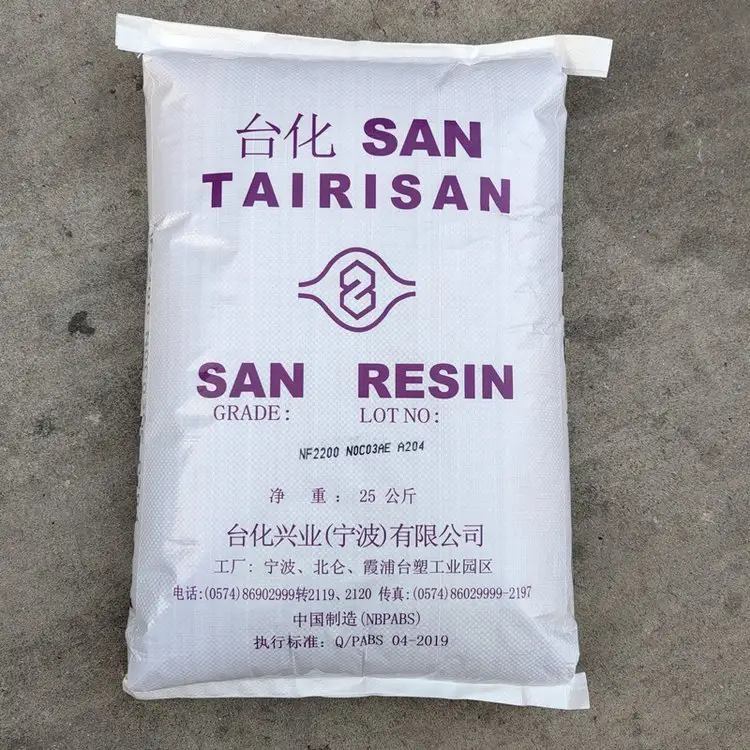 台化 SAN
TAIRISAN
SAN RESIN
GRADE: LOT NO:
NF2200 N0C03AE A204
净 重: 25 公斤
台化兴业(宁波)有限公司
工厂: 宁波、北仑、霞浦台塑工业园区
电话:(0574)86902999转2119、2120 传真:(0574)86029999-2197
中国制造(NBPABS)
执行标准: Q/PABS 04-2019